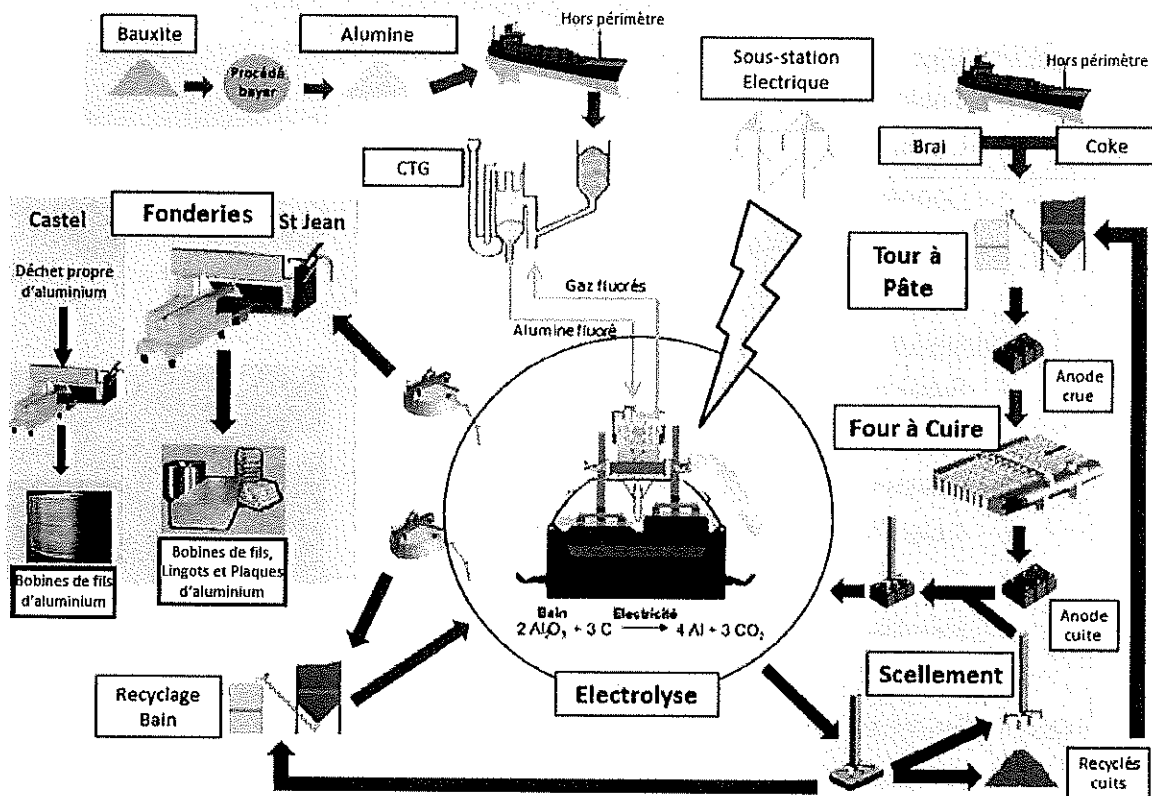 Hors périmètre
Bauxite
Alumine
Procédé
bayer
Sous-station
Electrique
Hors périmètre
Brai
Coke
CTG
Castel
Fonderies
St Jean
Déchet propre
d'aluminium
Gaz fluorés
Alumine fluoré
Tour à
Pâte
Anode
crue
Four à Cuire
Bobines de fils
d'aluminium
Bobines de fils,
Lingots et Plaques
d'aluminium
Bain
Electricité
2 Al₂O₃ + 3 C → 4 Al + 3 CO₂
Electrolyse
Anode
cuite
Scellement
Recyclage
Bain
Recyclés
cuits